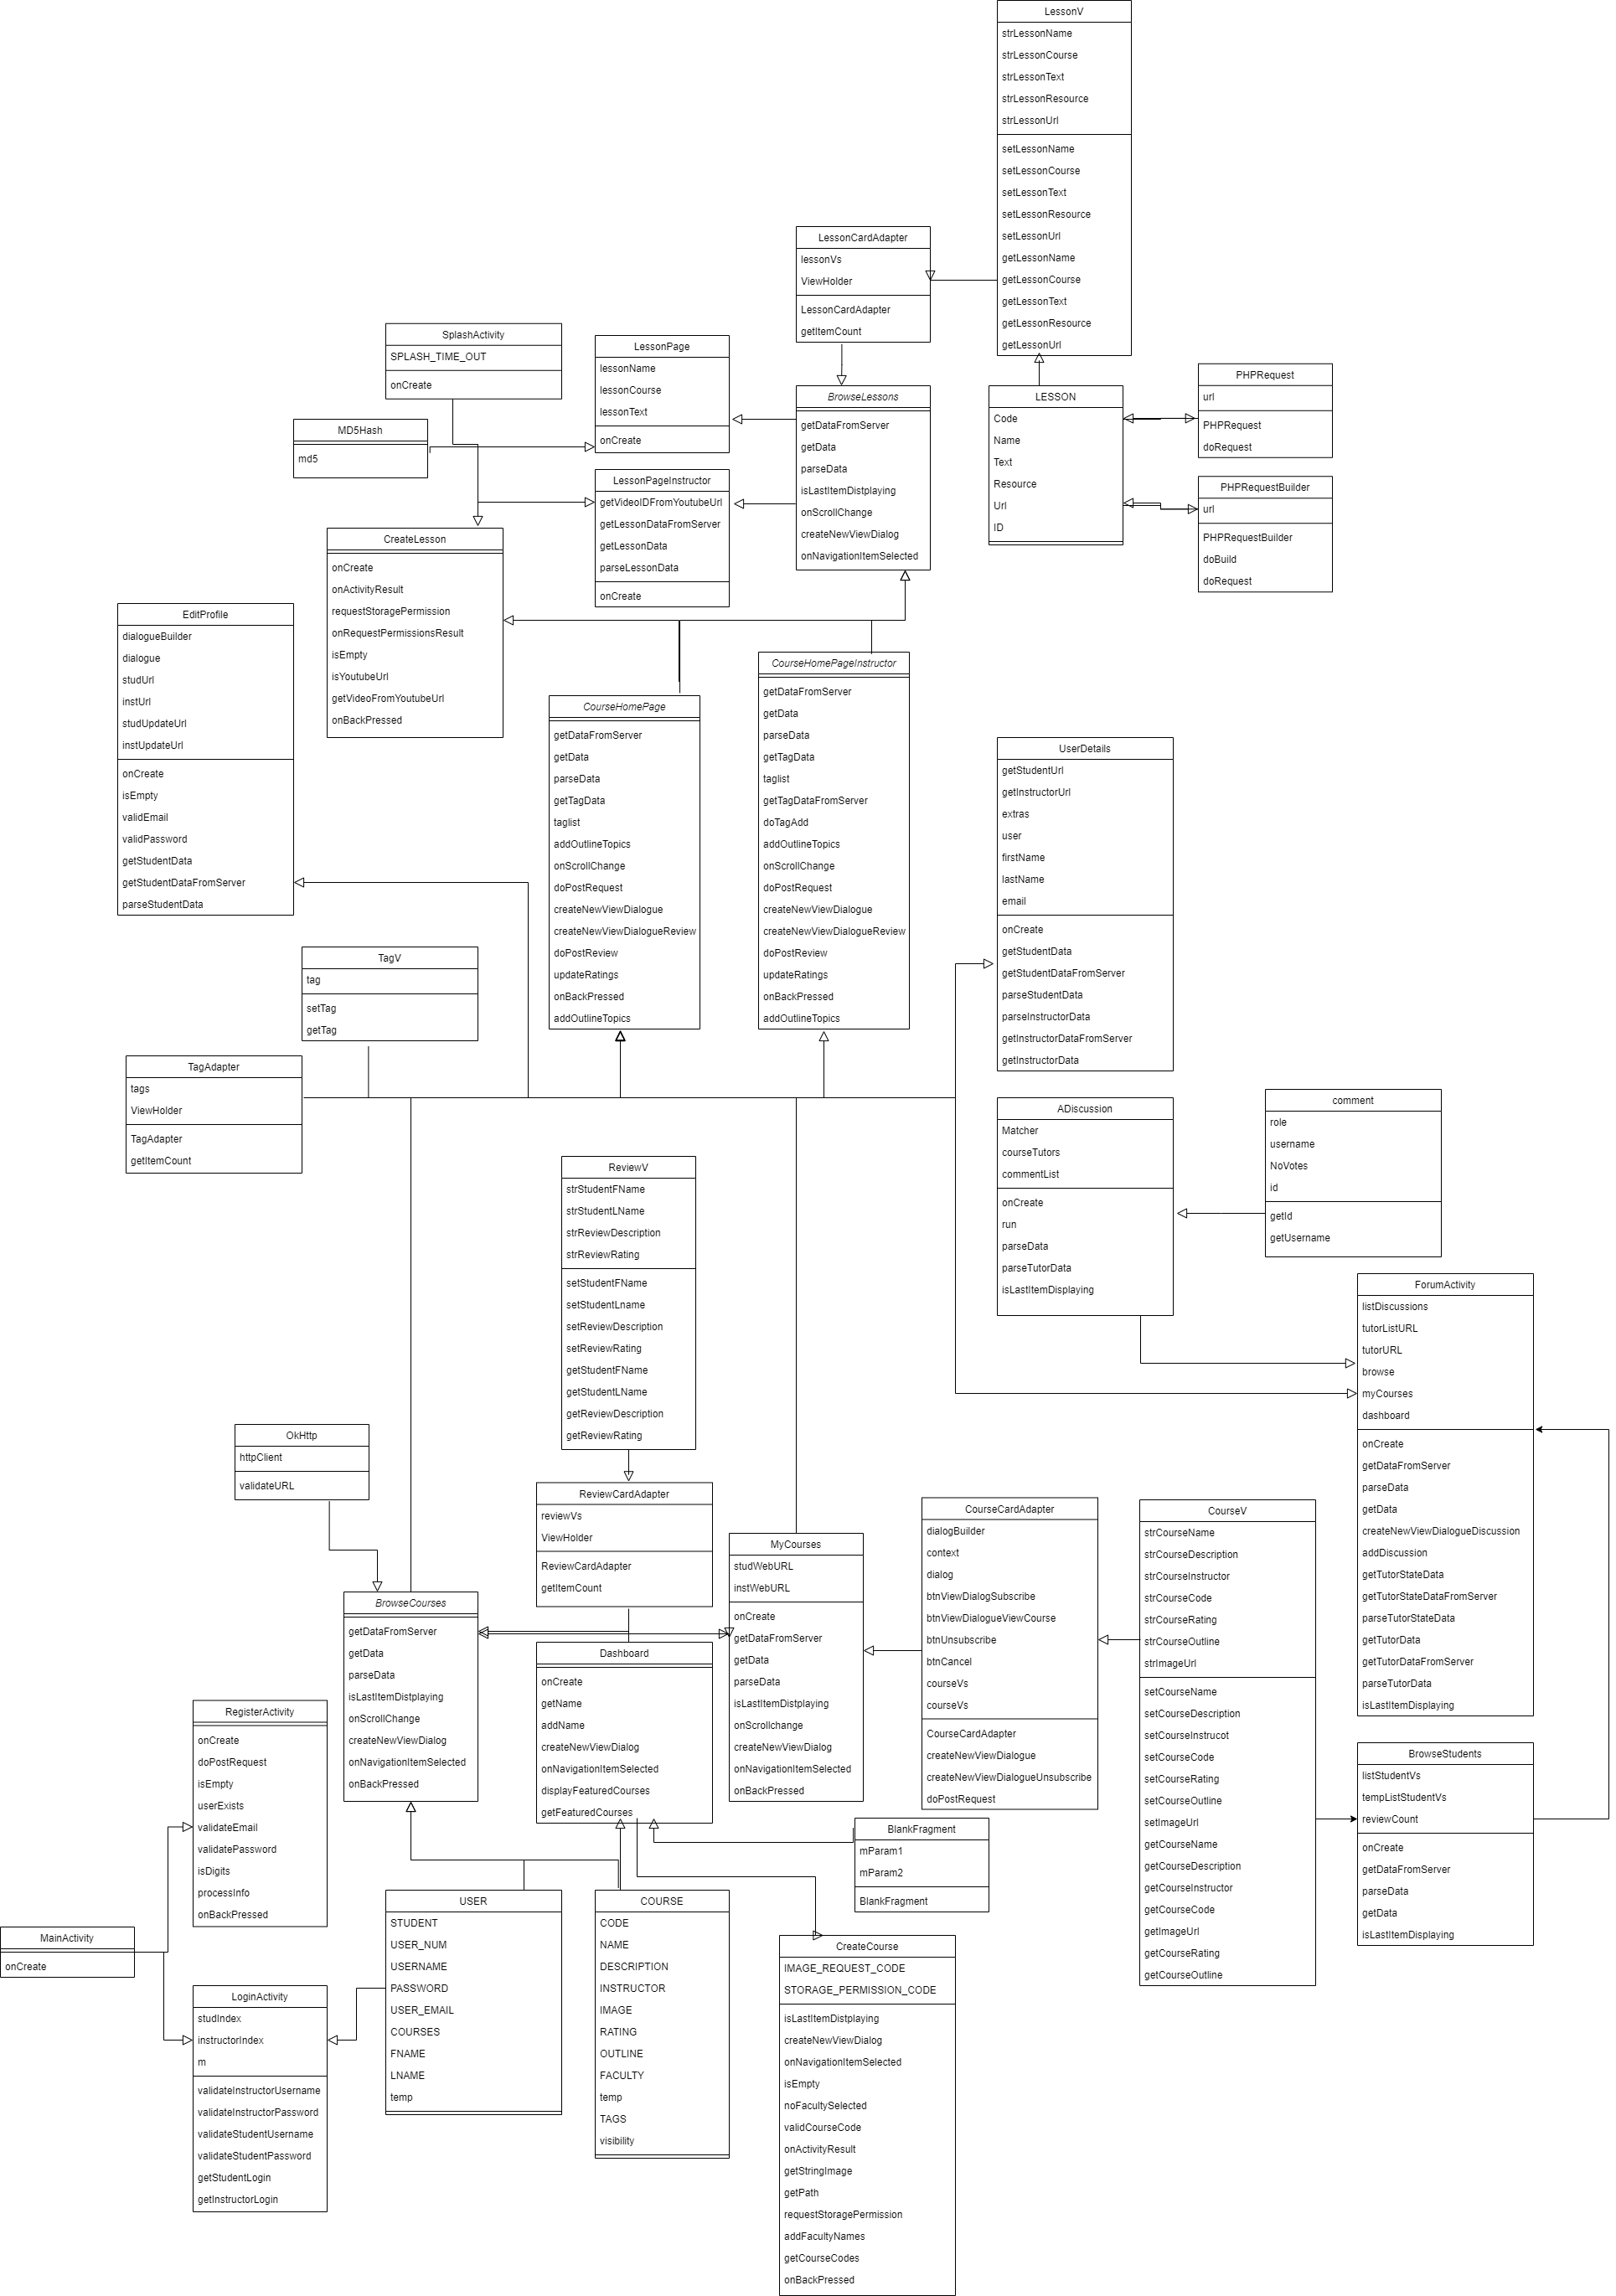 LessonV
strLessonName
strLessonCourse
strLessonText
strLessonResource
strLessonUrl
setLessonName
setLessonCourse
setLessonText
setLessonResource
setLessonUrl
getLessonName
getLessonCourse
getLessonText
getLessonResource
getLessonUrl
LessonCardAdapter
lessonVs
ViewHolder
LessonCardAdapter
getItemCount
SplashActivity
SPLASH_TIME_OUT
onCreate
LessonPage
lessonName
lessonCourse
lessonText
onCreate
MD5Hash
md5
BrowseLessons
getDataFromServer
getData
parseData
isLastItemDistplaying
onScrollChange
createNewViewDialog
onNavigationItemSelected
LESSON
Code
Name
Text
Resource
Url
ID
PHPRequest
url
PHPRequest
doRequest
PHPRequestBuilder
url
PHPRequestBuilder
doBuild
doRequest
LessonPageInstructor
getVideoIDFromYoutubeUrl
getLessonDataFromServer
getLessonData
parseLessonData
onCreate
CreateLesson
onCreate
onActivityResult
requestStoragePermission
onRequestPermissionsResult
isEmpty
isYoutubeUrl
getVideoFromYoutubeUrl
onBackPressed
EditProfile
dialogueBuilder
dialogue
studUrl
instUrl
studUpdateUrl
instUpdateUrl
onCreate
isEmpty
validEmail
validPassword
getStudentData
getStudentDataFromServer
parseStudentData
CourseHomePage
getDataFromServer
getData
parseData
getTagData
taglist
addOutlineTopics
onScrollChange
doPostRequest
createNewViewDialogue
createNewViewDialogueReview
doPostReview
updateRatings
onBackPressed
addOutlineTopics
CourseHomePageInstructor
getDataFromServer
getData
parseData
getTagData
taglist
getTagDataFromServer
doTagAdd
addOutlineTopics
onScrollChange
doPostRequest
createNewViewDialogue
createNewViewDialogueReview
doPostReview
updateRatings
onBackPressed
addOutlineTopics
UserDetails
getStudentUrl
getInstructorUrl
extras
user
firstName
lastName
email
onCreate
getStudentData
getStudentDataFromServer
parseStudentData
parseInstructorData
getInstructorDataFromServer
getInstructorData
TagV
tag
setTag
getTag
TagAdapter
tags
ViewHolder
TagAdapter
getItemCount
ADiscussion
Matcher
courseTutors
commentList
onCreate
run
parseData
parseTutorData
isLastItemDisplaying
comment
role
username
NoVotes
id
getId
getUsername
ReviewV
strStudentFName
strStudentLName
strReviewDescription
strReviewRating
setStudentFName
setStudentLname
setReviewDescription
setReviewRating
getStudentFName
getStudentLName
getReviewDescription
getReviewRating
ForumActivity
listDiscussions
tutorListURL
tutorURL
browse
myCourses
dashboard
onCreate
getDataFromServer
parseData
getData
createNewViewDialogueDiscussion
addDiscussion
getTutorStateData
getTutorStateDataFromServer
parseTutorStateData
getTutorData
getTutorDataFromServer
parseTutorData
isLastItemDisplaying
OkHttp
httpClient
validateURL
ReviewCardAdapter
reviewVs
ViewHolder
ReviewCardAdapter
getItemCount
MyCourses
studWebURL
instWebURL
onCreate
getDataFromServer
getData
parseData
isLastItemDistplaying
onScrollchange
createNewViewDialog
onNavigationItemSelected
onBackPressed
CourseCardAdapter
dialogBuilder
context
dialog
btnViewDialogSubscribe
btnViewDialogueViewCourse
btnUnsubscribe
btnCancel
courseVs
courseVs
CourseCardAdapter
createNewViewDialogue
createNewViewDialogueUnsubscribe
doPostRequest
CourseV
strCourseName
strCourseDescription
strCourseInstructor
strCourseCode
strCourseRating
strCourseOutline
strImageUrl
setCourseName
setCourseDescription
setCourseInstrucot
setCourseCode
setCourseRating
setCourseOutline
setImageUrl
getCourseName
getCourseDescription
getCourseInstructor
getCourseCode
getImageUrl
getCourseRating
getCourseOutline
BrowseCourses
getDataFromServer
getData
parseData
isLastItemDistplaying
onScrollChange
createNewViewDialog
onNavigationItemSelected
onBackPressed
Dashboard
onCreate
getName
addName
createNewViewDialog
onNavigationItemSelected
displayFeaturedCourses
getFeaturedCourses
RegisterActivity
onCreate
doPostRequest
isEmpty
userExists
validateEmail
validatePassword
isDigits
processInfo
onBackPressed
BrowseStudents
listStudentVs
tempListStudentVs
reviewCount
onCreate
getDataFromServer
parseData
getData
isLastItemDisplaying
BlankFragment
mParam1
mParam2
BlankFragment
MainActivity
onCreate
USER
STUDENT
USER_NUM
USERNAME
PASSWORD
USER_EMAIL
COURSES
FNAME
LNAME
temp
COURSE
CODE
NAME
DESCRIPTION
INSTRUCTOR
IMAGE
RATING
OUTLINE
FACULTY
temp
TAGS
visibility
CreateCourse
IMAGE_REQUEST_CODE
STORAGE_PERMISSION_CODE
isLastItemDistplaying
createNewViewDialog
onNavigationItemSelected
isEmpty
noFacultySelected
validCourseCode
onActivityResult
getStringImage
getPath
requestStoragePermission
addFacultyNames
getCourseCodes
onBackPressed
LoginActivity
studIndex
instructorIndex
m
validateInstructorUsername
validateInstructorPassword
validateStudentUsername
validateStudentPassword
getStudentLogin
getInstructorLogin